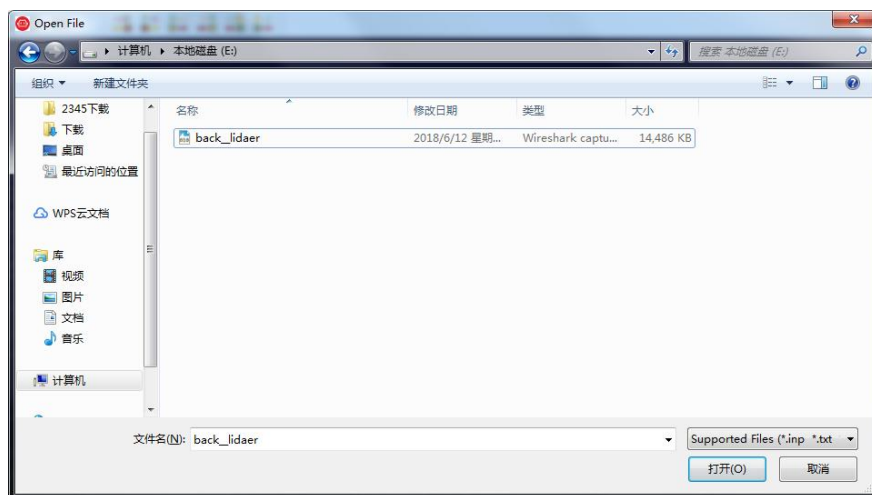 Open File
计算机 本地磁盘 (E:)
搜索 本地磁盘 (E:)
组织 新建文件夹
2345下载
下载
桌面
最近访问的位置
WPS云文档
库
视频
图片
文档
音乐
计算机
名称 修改日期 类型 大小
back_lidaer 2018/6/12 星期... Wireshark captu... 14,486 KB
文件名(N): back_lidaer
Supported Files (*.inp *.txt
打开(O) 取消